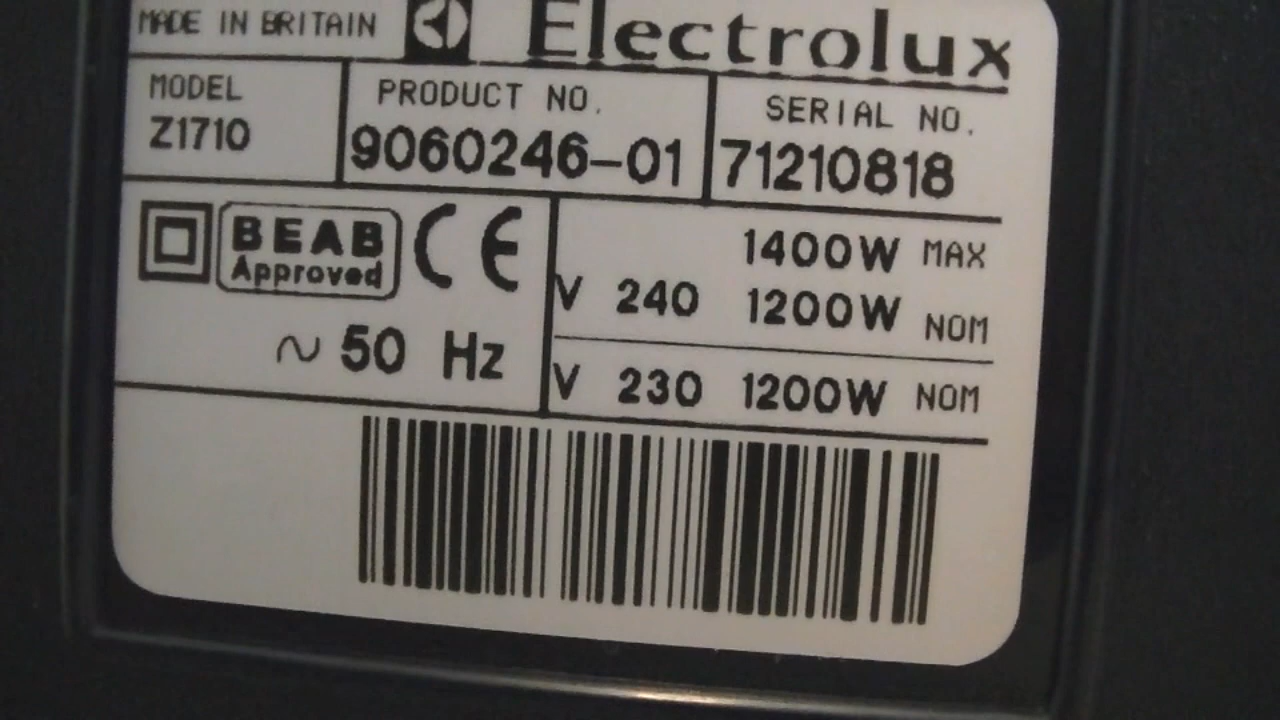 MADE IN BRITAIN Electrolux
MODEL PRODUCT NO. SERIAL NO.
Z1710 9060246-01 71210818
BEAB
Approved
CE
1400W MAX
V 240 1200W NOM
~ 50 Hz
V 230 1200W NOM